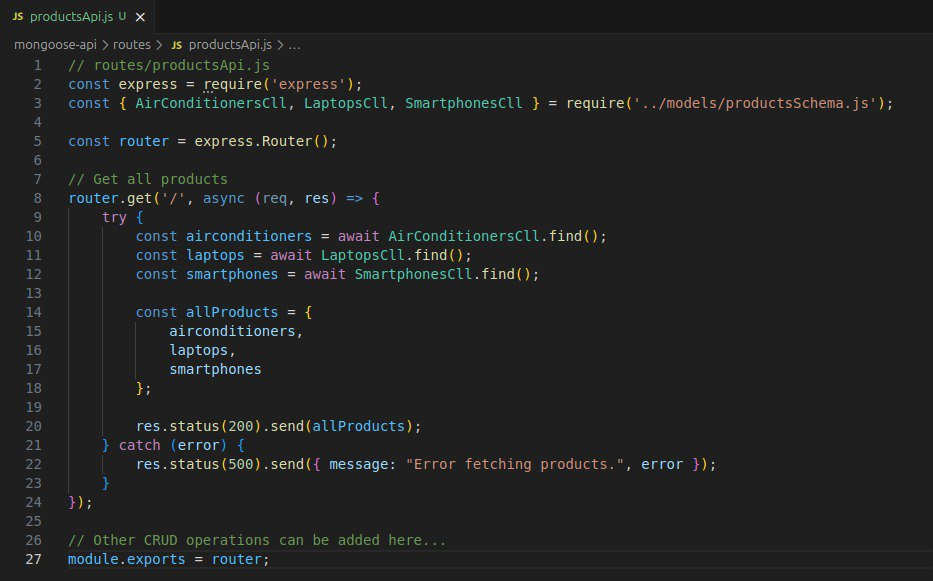 JS productsApi.js U ×
mongoose-api > routes > JS productsApi.js > ...
1 // routes/productsApi.js
2 const express = require('express');
3 const { AirConditionersCll, LaptopsCll, SmartphonesCll } = require('../models/productsSchema.js');
4
5 const router = express.Router();
6
7 // Get all products
8 router.get('/', async (req, res) => {
9 try {
10 const airconditioners = await AirConditionersCll.find();
11 const laptops = await LaptopsCll.find();
12 const smartphones = await SmartphonesCll.find();
13
14 const allProducts = {
15 airconditioners,
16 laptops,
17 smartphones
18 };
19
20 res.status(200).send(allProducts);
21 } catch (error) {
22 res.status(500).send({ message: "Error fetching products.", error });
23 }
24 });
25
26 // Other CRUD operations can be added here...
27 module.exports = router;